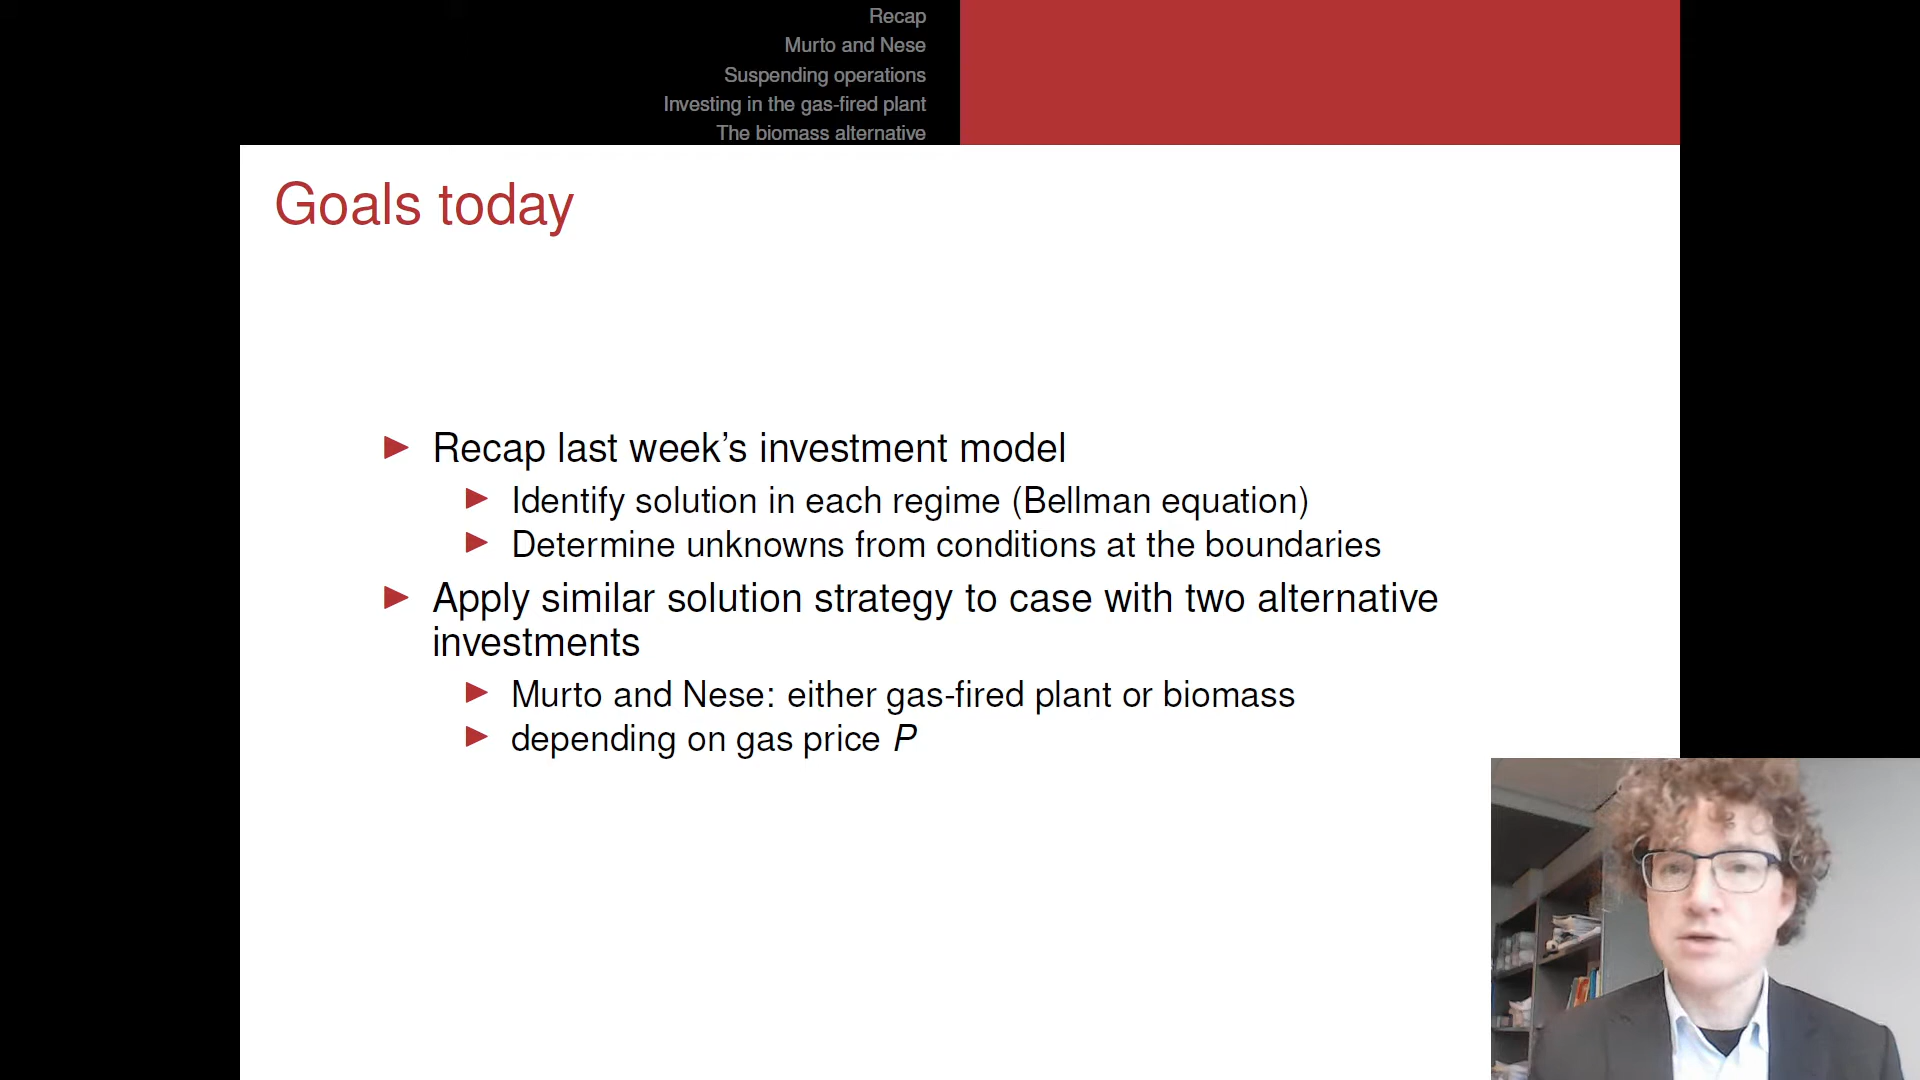 Recap
Murto and Nese
Suspending operations
Investing in the gas-fired plant
The biomass alternative
Goals today
Recap last week's investment model
Identify solution in each regime (Bellman equation)
Determine unknowns from conditions at the boundaries
Apply similar solution strategy to case with two alternative
investments
Murto and Nese: either gas-fired plant or biomass
depending on gas price P